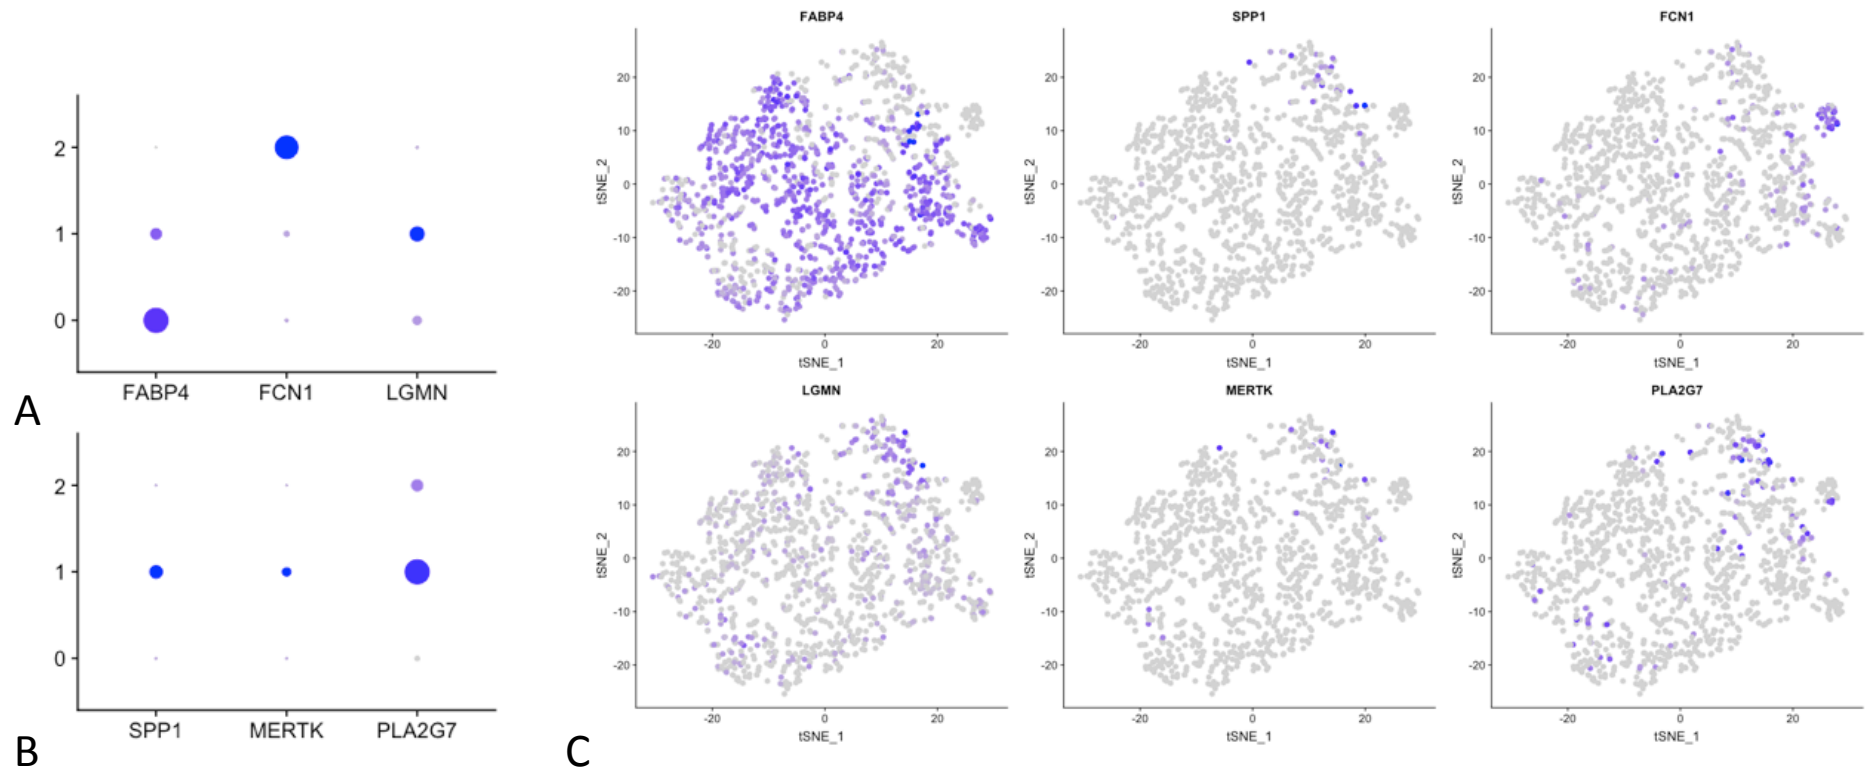 2
1
0
FABP4 FCN1 LGMN
A
2
1
0
SPP1 MERTK PLA2G7
B
FABP4
tSNE_2
20
10
0
-10
-20
-20 0 20
tSNE_1
SPP1
tSNE_2
20
10
0
-10
-20
-20 0 20
tSNE_1
FCN1
tSNE_2
20
10
0
-10
-20
-20 0 20
tSNE_1
LGMN
tSNE_2
20
10
0
-10
-20
-20 0 20
tSNE_1
MERTK
tSNE_2
20
10
0
-10
-20
-20 0 20
tSNE_1
PLA2G7
tSNE_2
20
10
0
-10
-20
-20 0 20
tSNE_1
C